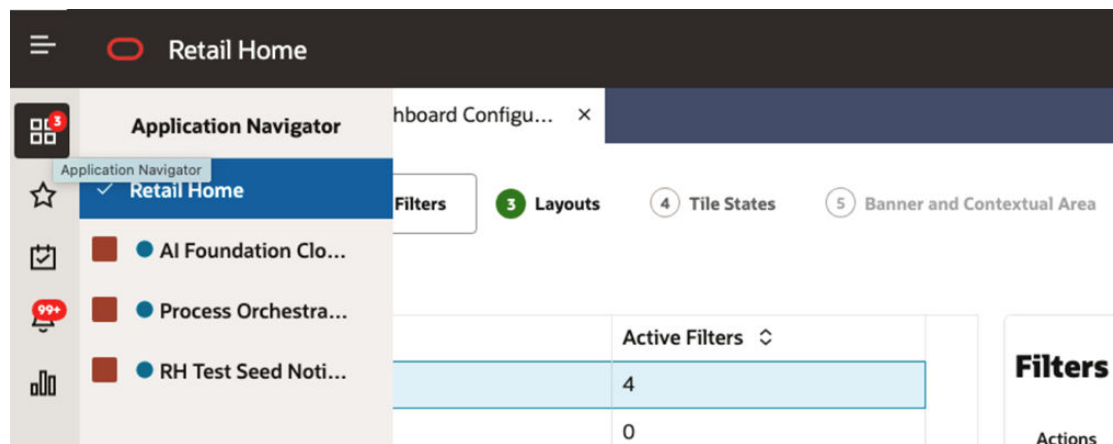 Retail Home
3
Application Navigator
hboard Configu... ×
Application Navigator
Retail Home
Filters
3 Layouts
4 Tile States
5 Banner and Contextual Area
AI Foundation Clo...
99+
Process Orchestra...
RH Test Seed Noti...
Active Filters
4
0
Filters
Actions